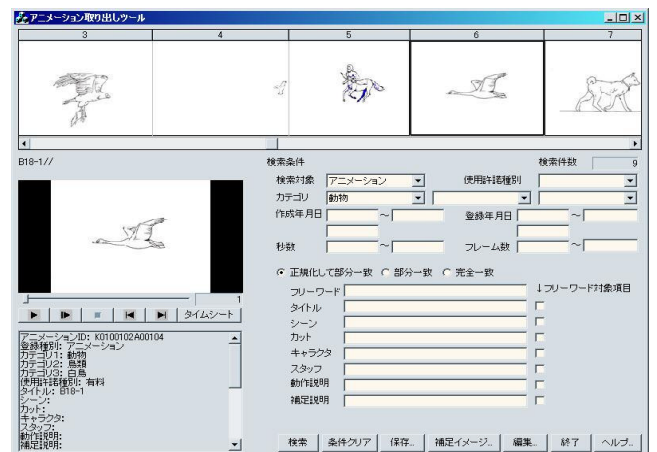 アニメーション取り出しツール
3 4 5 6 7
B18-1//
検索条件 検索件数 9
検索対象 アニメーション 使用許諾種別
カテゴリ 動物
作成年月日 ～ 登録年月日 ～
秒数 ～ フレーム数 ～
正規化して部分一致 部分一致 完全一致
フリーワード ↓フリーワード対象項目
タイトル
シーン
カット
キャラクタ
スタッフ
動作説明
補足説明
1
タイムシート
アニメーションID: K0100102A00104
登録種別: アニメーション
カテゴリ1: 動物
カテゴリ2: 鳥類
カテゴリ3: 白鳥
使用許諾種別: 有料
タイトル: B18-1
シーン:
カット:
キャラクタ:
スタッフ:
動作説明:
補足説明:
検索 条件クリア 保存.. 補足イメージ.. 編集.. 終了 ヘルプ..